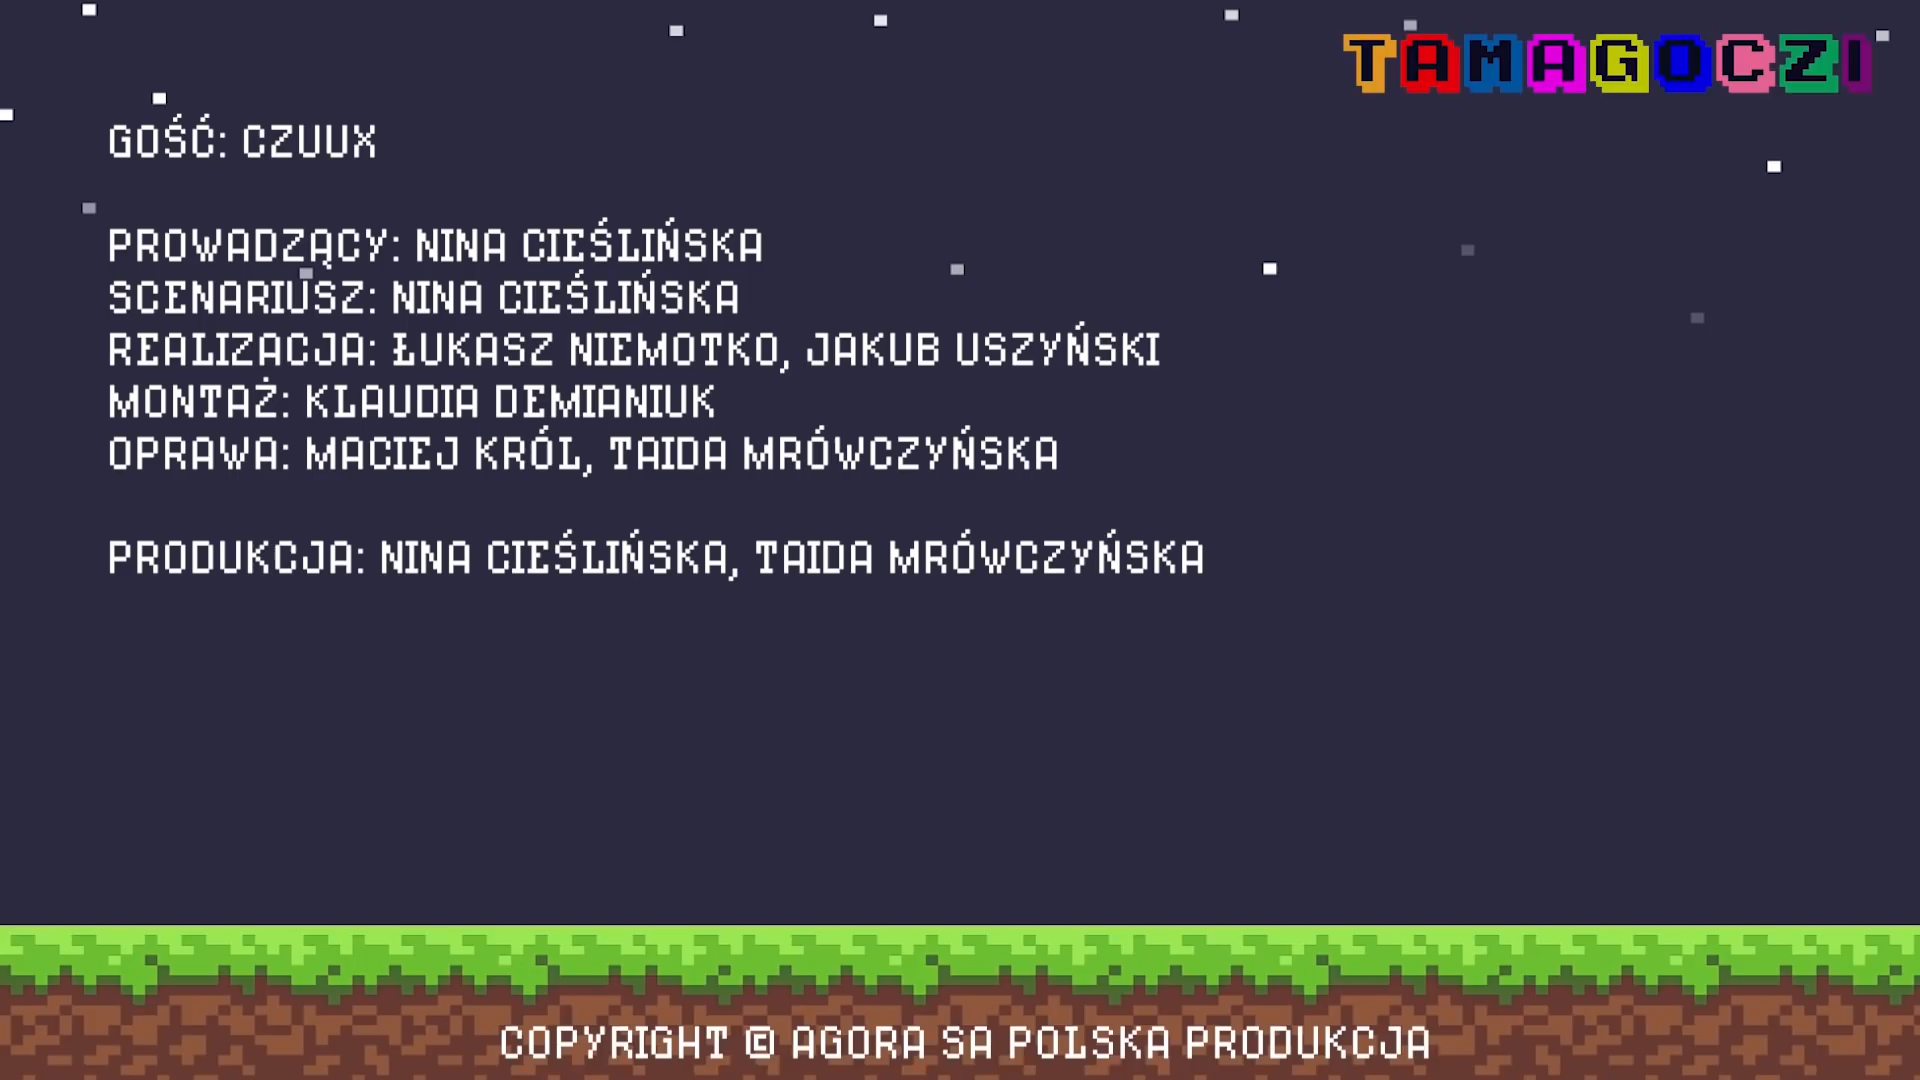 TAMAGOCZI
GOŚĆ: CZUUX
PROWADZĄCY: NINA CIEŚLIŃSKA
SCENARIUSZ: NINA CIEŚLIŃSKA
REALIZACJA: ŁUKASZ NIEMOTKO, JAKUB USZYŃSKI
MONTAŻ: KLAUDIA DEMIANIUK
OPRAWA: MACIEJ KRÓL, TAIDA MRÓWCZYŃSKA
PRODUKCJA: NINA CIEŚLIŃSKA, TAIDA MRÓWCZYŃSKA
COPYRIGHT © AGORA SA POLSKA PRODUKCJA